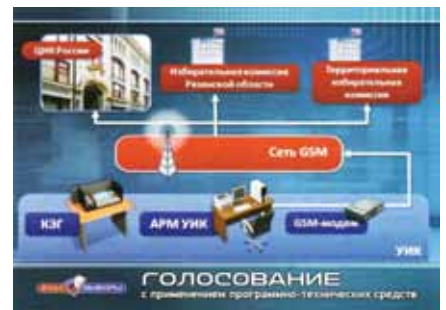 ЦИК России
Избирательная комиссия
Рязанской области
Территориальная
избирательная
комиссия
Сеть GSM
КЭГ
АРМ УИК
GSM-модем
УИК
ГОЛОСОВАНИЕ
с применением программно-технических средств